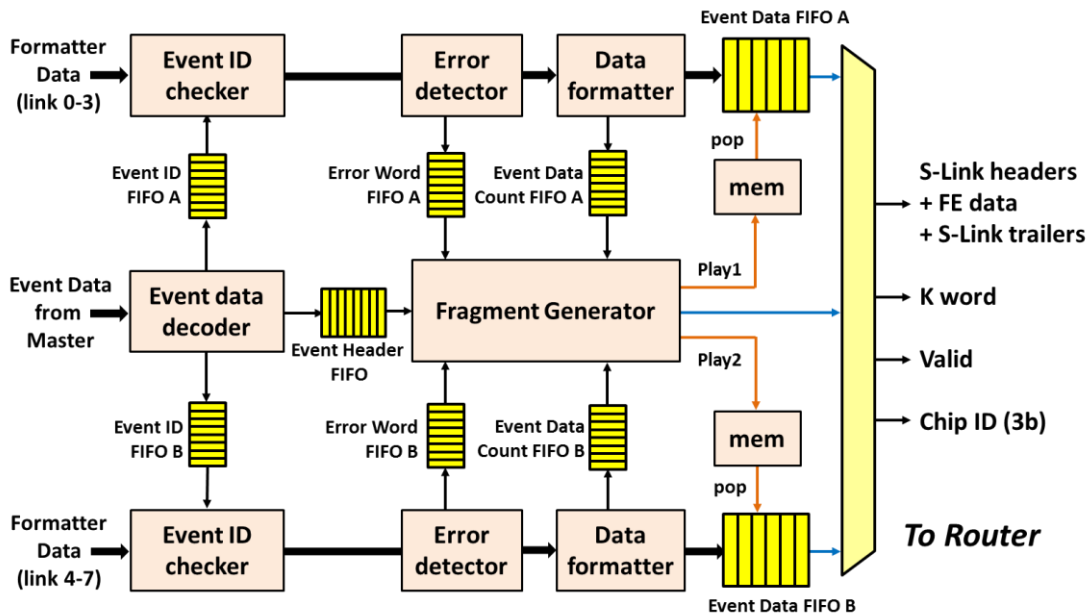 Event Data FIFO A
Formatter
Data
(link 0-3)
Event ID
checker
Error
detector
Data
formatter
pop
Event ID
FIFO A
Error Word
FIFO A
Event Data
Count FIFO A
mem
S-Link headers
+ FE data
+ S-Link trailers
Play1
Event Data
from
Master
Event data
decoder
Event Header
FIFO
Fragment Generator
K word
Play2
Valid
Event ID
FIFO B
Error Word
FIFO B
Event Data
Count FIFO B
mem
Chip ID (3b)
pop
Formatter
Data
(link 4-7)
Event ID
checker
Error
detector
Data
formatter
To Router
Event Data FIFO B